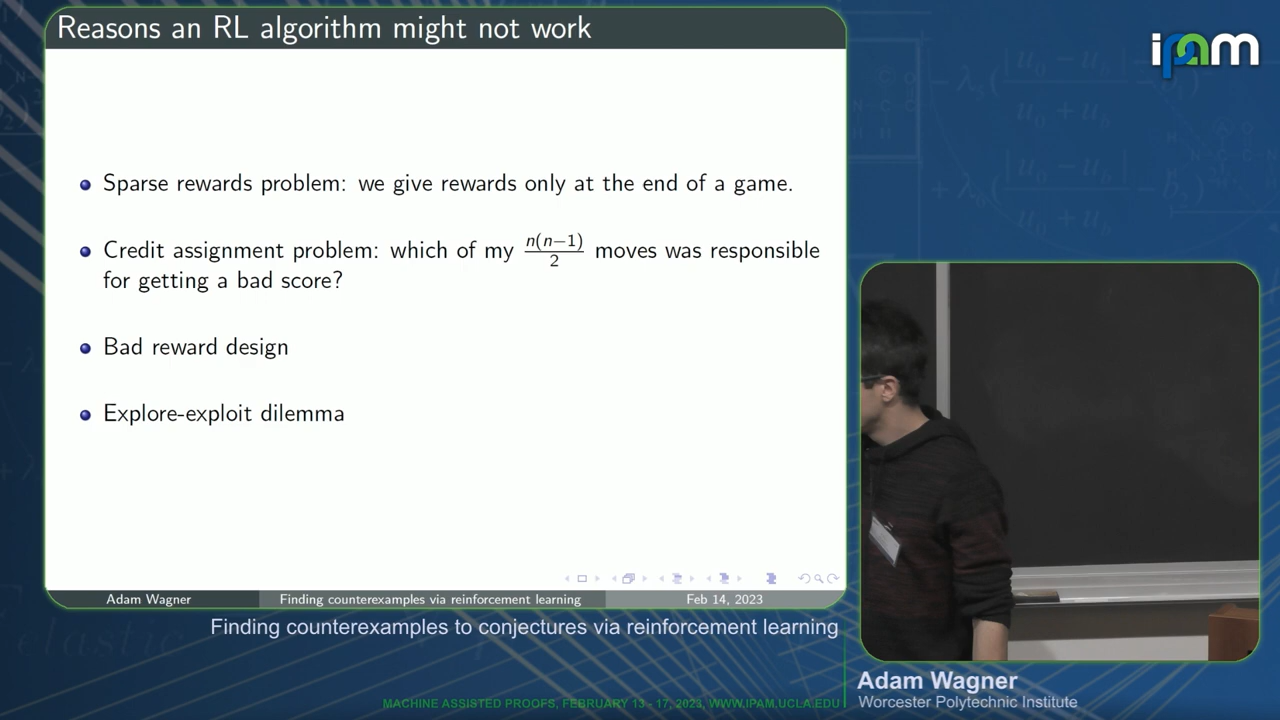 Reasons an RL algorithm might not work
ipam
Sparse rewards problem: we give rewards only at the end of a game.
Credit assignment problem: which of my n(n−1)/2 moves was responsible
for getting a bad score?
Bad reward design
Explore-exploit dilemma
Adam Wagner
Finding counterexamples via reinforcement learning
Feb 14, 2023
Finding counterexamples to conjectures via reinforcement learning
Adam Wagner
Worcester Polytechnic Institute
MACHINE ASSISTED PROOFS, FEBRUARY 13 - 17, 2023, WWW.IPAM.UCLA.EDU